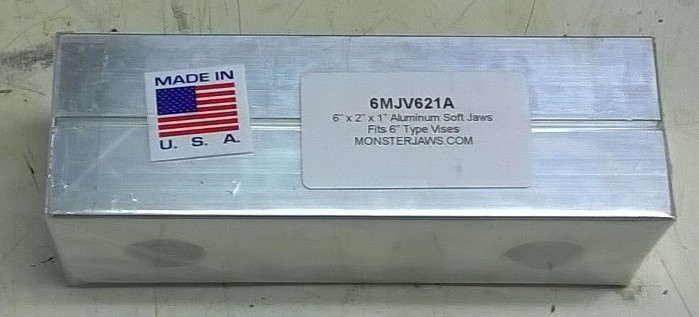 MADE IN
U. S. A.
6MJV621A
6" x 2" x 1" Aluminum Soft Jaws
Fits 6" Type Vises
MONSTERJAWS.COM